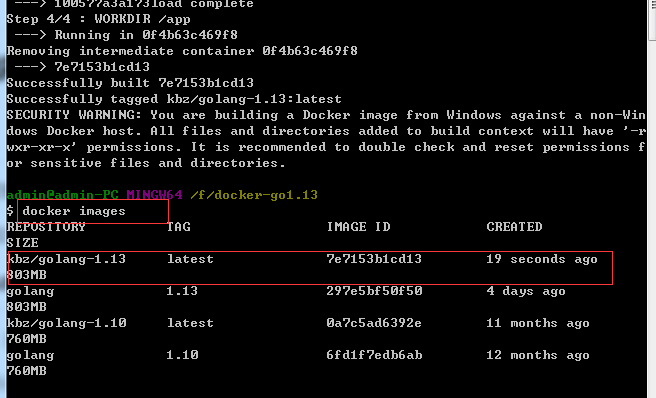 ---> 100577a3a173load complete
Step 4/4 : WORKDIR /app
---> Running in 0f4b63c469f8
Removing intermediate container 0f4b63c469f8
---> 7e7153b1cd13
Successfully built 7e7153b1cd13
Successfully tagged kbz/golang-1.13:latest
SECURITY WARNING: You are building a Docker image from Windows against a non-Win
dows Docker host. All files and directories added to build context will have '-r
wxr-xr-x' permissions. It is recommended to double check and reset permissions f
or sensitive files and directories.
admin@admin-PC MINGW64 /f/docker-go1.13
$ docker images
REPOSITORY TAG IMAGE ID CREATED
SIZE
kbz/golang-1.13 latest 7e7153b1cd13 19 seconds ago
803MB
golang 1.13 297e5bf50f50 4 days ago
803MB
kbz/golang-1.10 latest 0a7c5ad6392e 11 months ago
760MB
golang 1.10 6fd1f7edb6ab 12 months ago
760MB